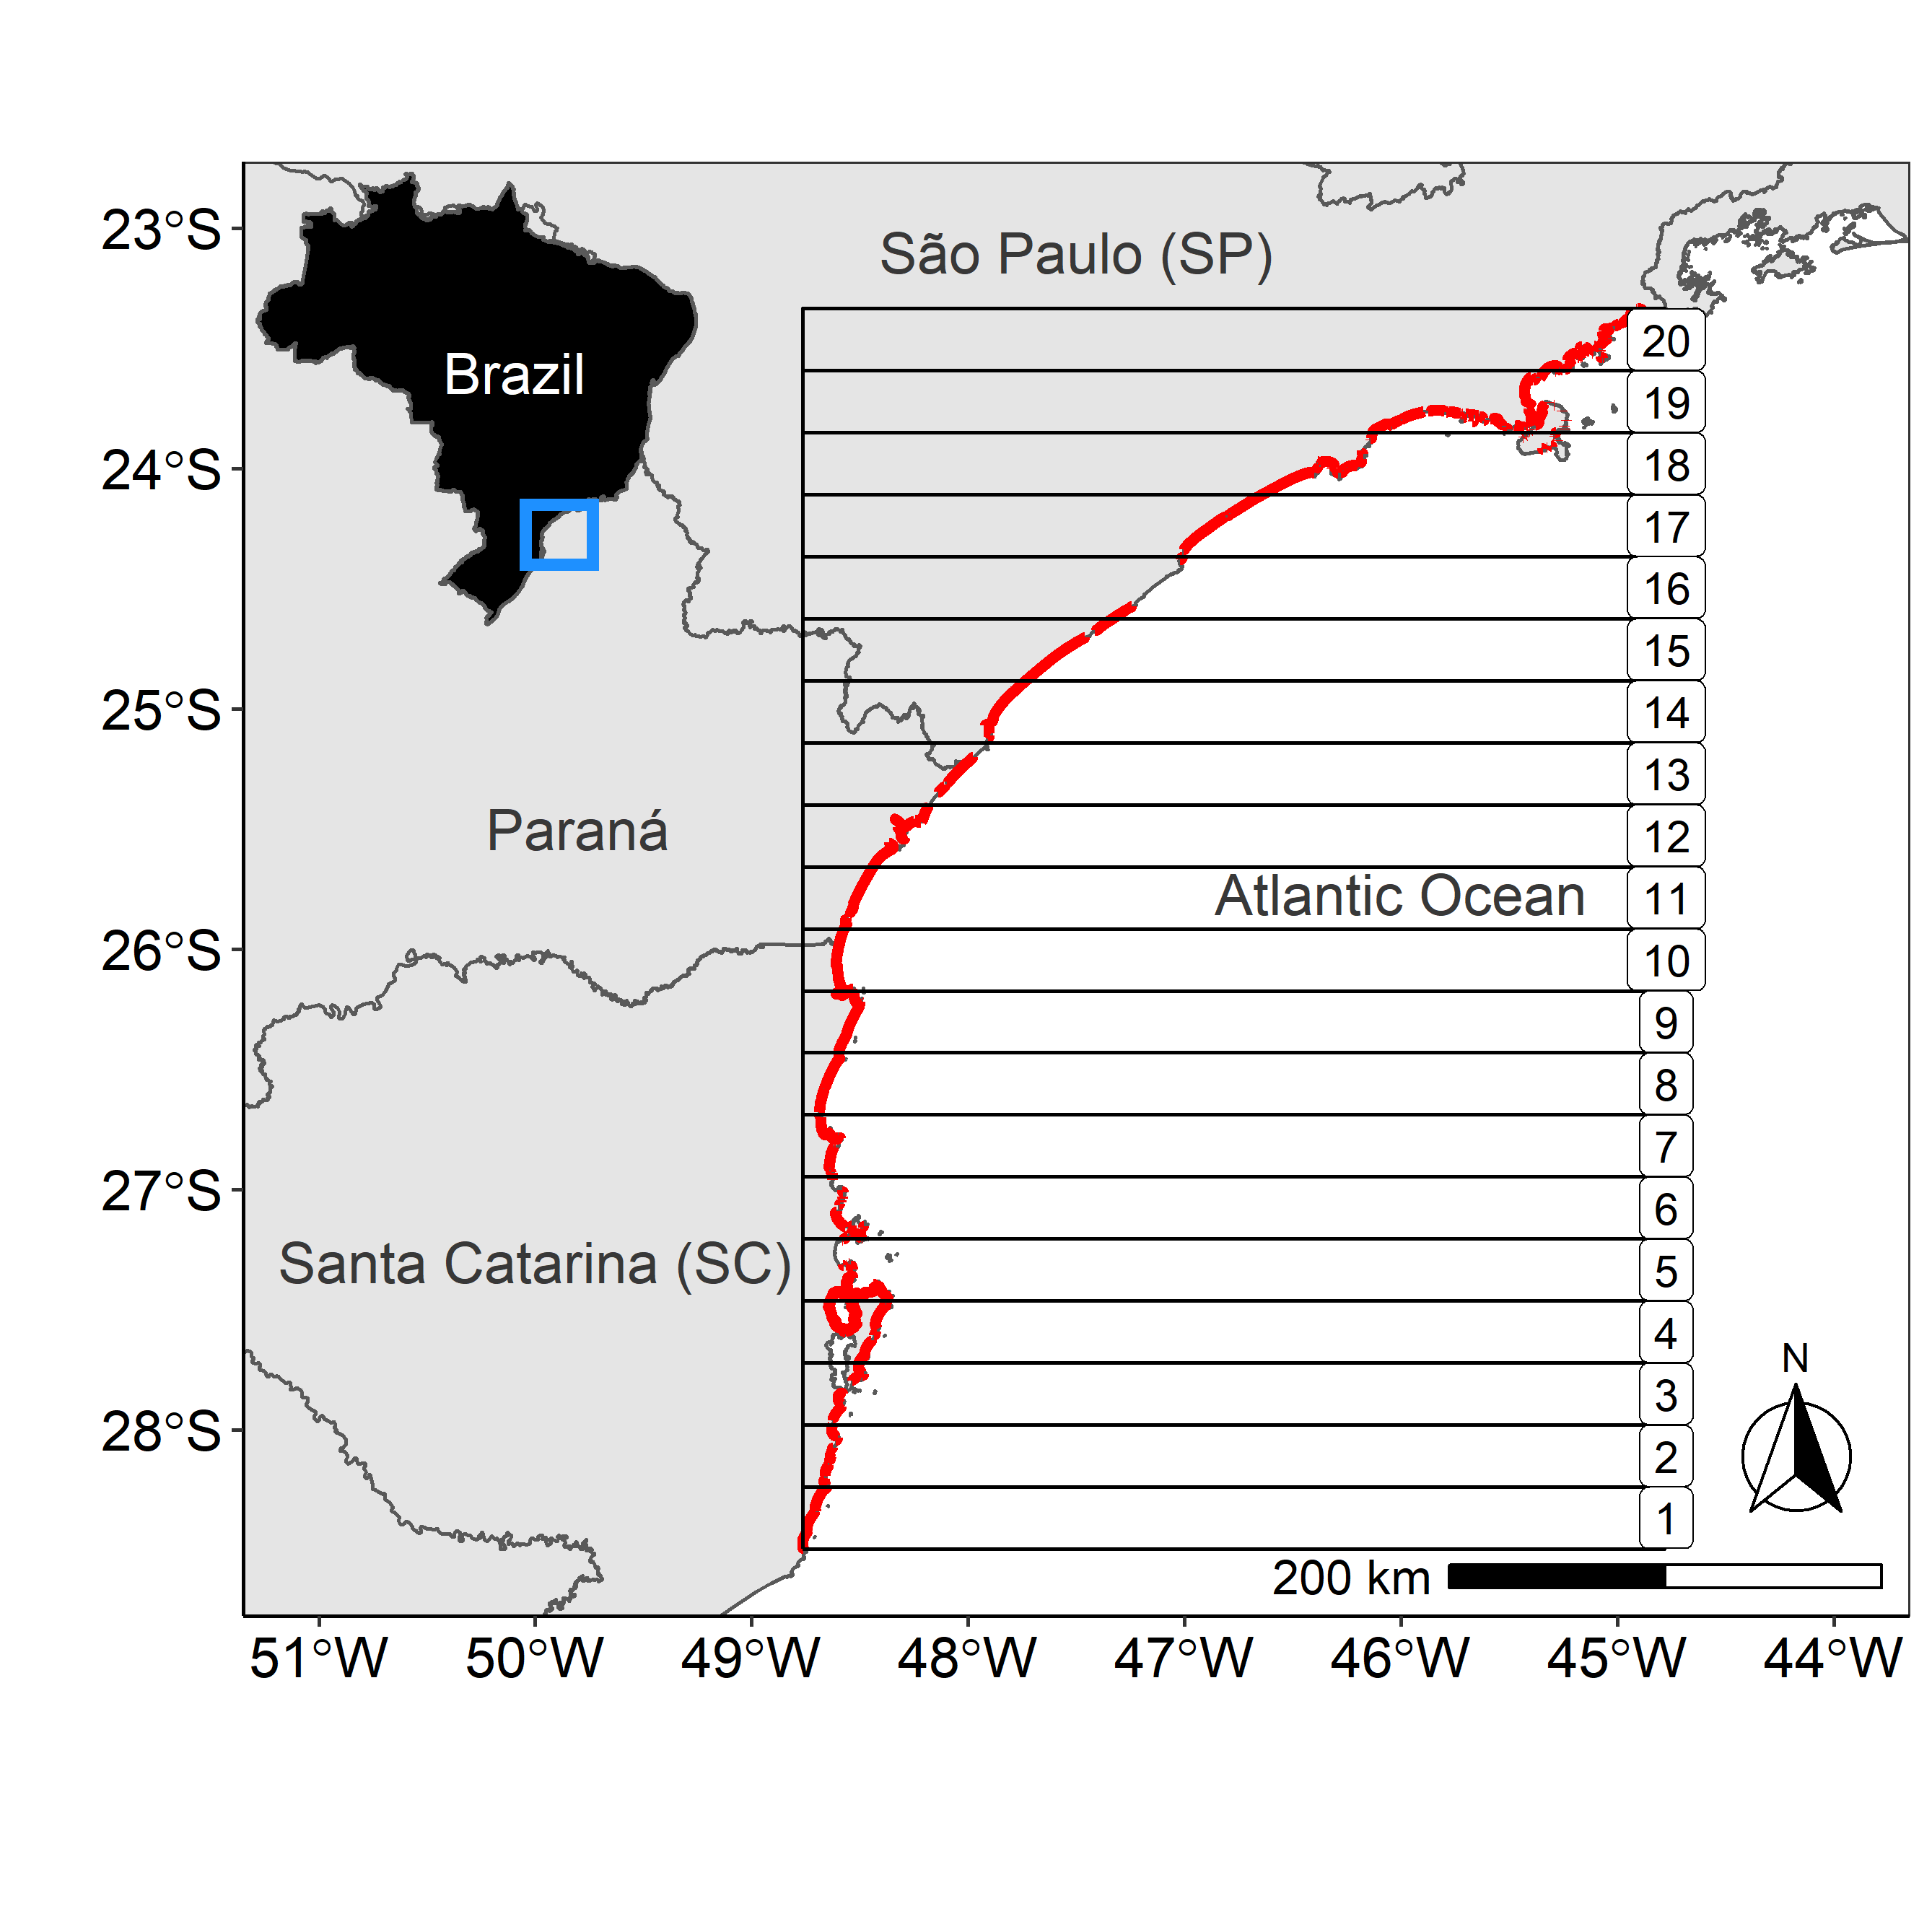 23°S
24°S
25°S
26°S
27°S
28°S
São Paulo (SP)
Brazil
Paraná
Atlantic Ocean
Santa Catarina (SC)
20
19
18
17
16
15
14
13
12
11
10
9
8
7
6
5
4
3
2
1
N
200 km
51°W
50°W
49°W
48°W
47°W
46°W
45°W
44°W